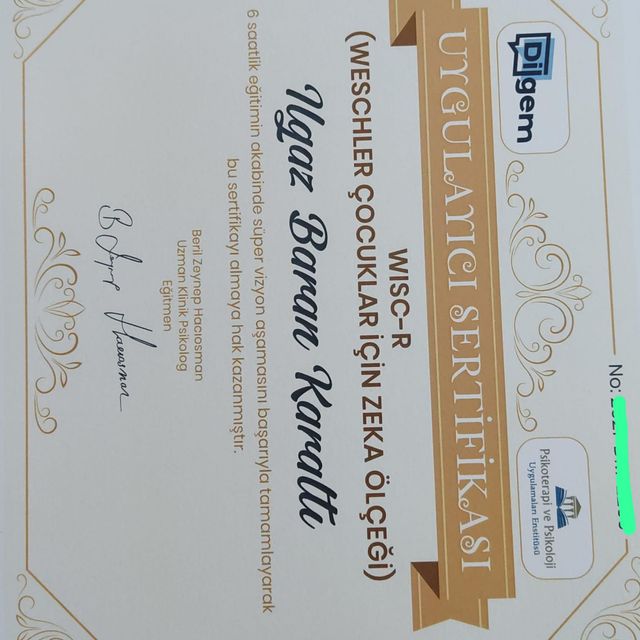 No:
Dilgem
Psikoterapi ve Psikoloji
Uygulamaları Enstitüsü
UYGULAYICI SERTİFİKASI
WISC-R
(WESCHLER ÇOCUKLAR İÇİN ZEKA ÖLÇEĞİ)
Ilgaz Baran Karaltı
6 saatlik eğitimin akabinde süper vizyon aşamasını başarıyla tamamlayarak
bu sertifikayı almaya hak kazanmıştır.
Beril Zeynep Hacıosman
Uzman Klinik Psikolog
Eğitmen